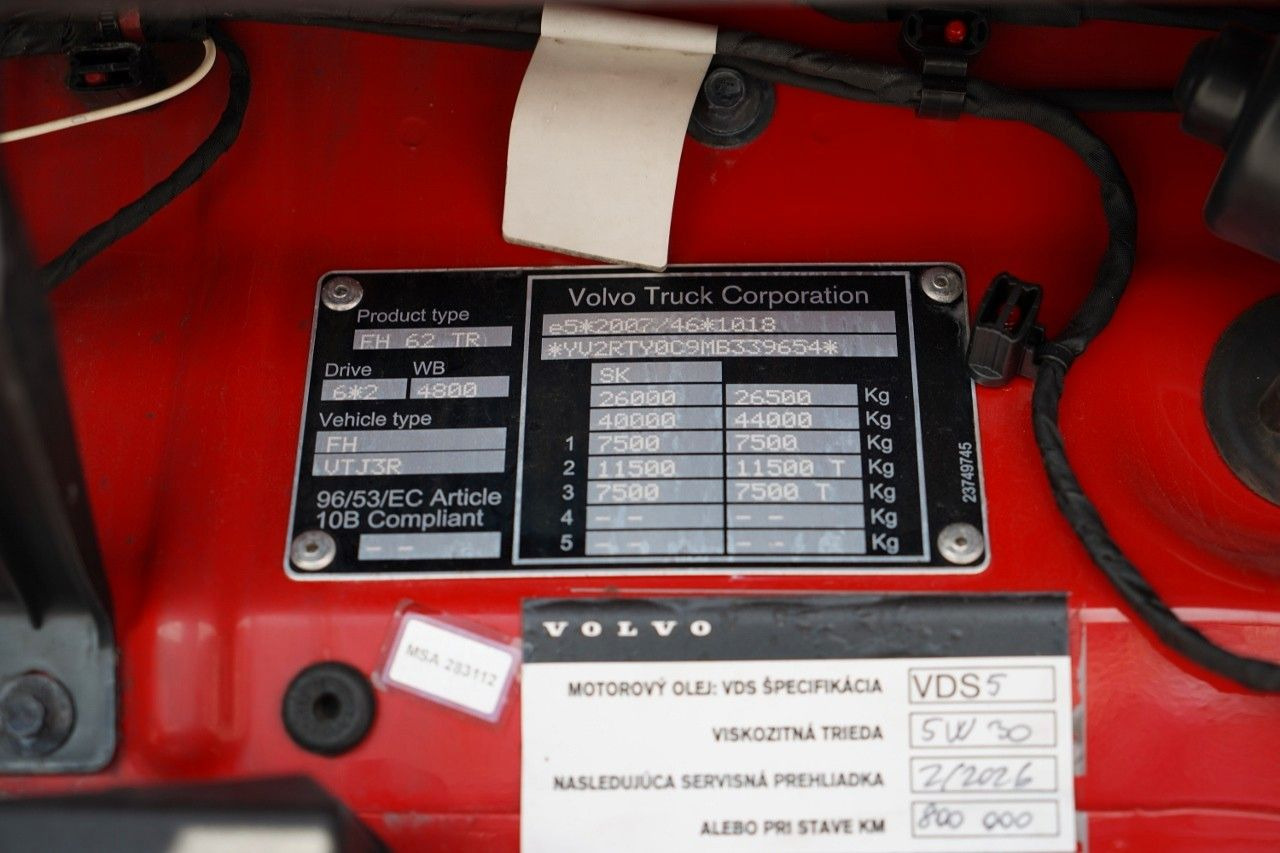 Product type
FH 62 TR
Drive WB
6*2 4800
Vehicle type
FH
VTJ3R
96/53/EC Article
10B Compliant
- -
Volvo Truck Corporation
e5*2007/46*1018
*YV2RTY0C9MB339654*
SK
26000 26500 Kg
40000 44000 Kg
1 7500 7500 Kg
2 11500 11500 T Kg
3 7500 7500 T Kg
4 - - - - Kg
5 - - - - Kg
23749745
MSA 283112
VOLVO
MOTOROVÝ OLEJ: VDS ŠPECIFIKÁCIA VDS5
VISKOZITNÁ TRIEDA 5W30
NASLEDUJÚCA SERVISNÁ PREHLIADKA 2/2026
ALEBO PRI STAVE KM 800 000